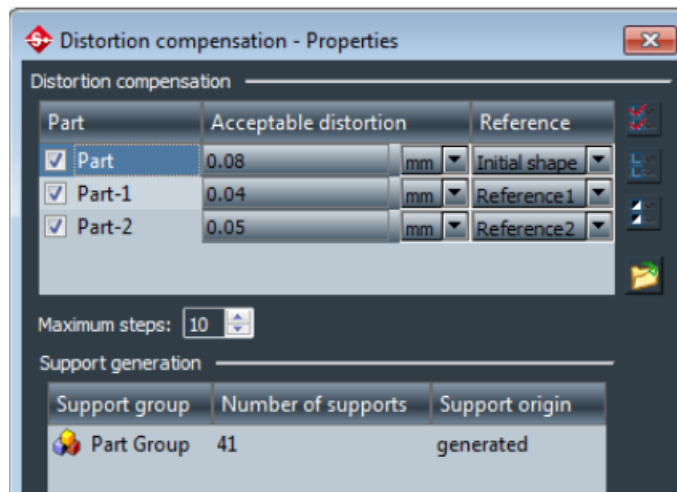 Distortion compensation - Properties
Distortion compensation
Part Acceptable distortion Reference
Part 0.08 mm Initial shape
Part-1 0.04 mm Reference1
Part-2 0.05 mm Reference2
Maximum steps: 10
Support generation
Support group Number of supports Support origin
Part Group 41 generated